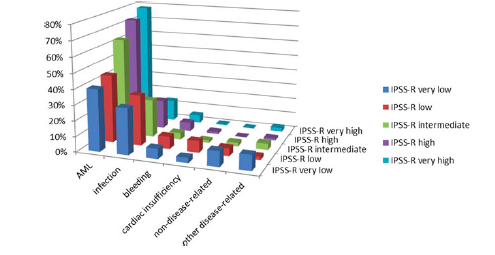 80%
70%
60%
50%
40%
30%
20%
10%
0%
AML
infection
bleeding
cardiac insufficiency
non-disease-related
other disease-related
IPSS-R very high
IPSS-R high
IPSS-R intermediate
IPSS-R low
IPSS-R very low
IPSS-R very low
IPSS-R low
IPSS-R intermediate
IPSS-R high
IPSS-R very high